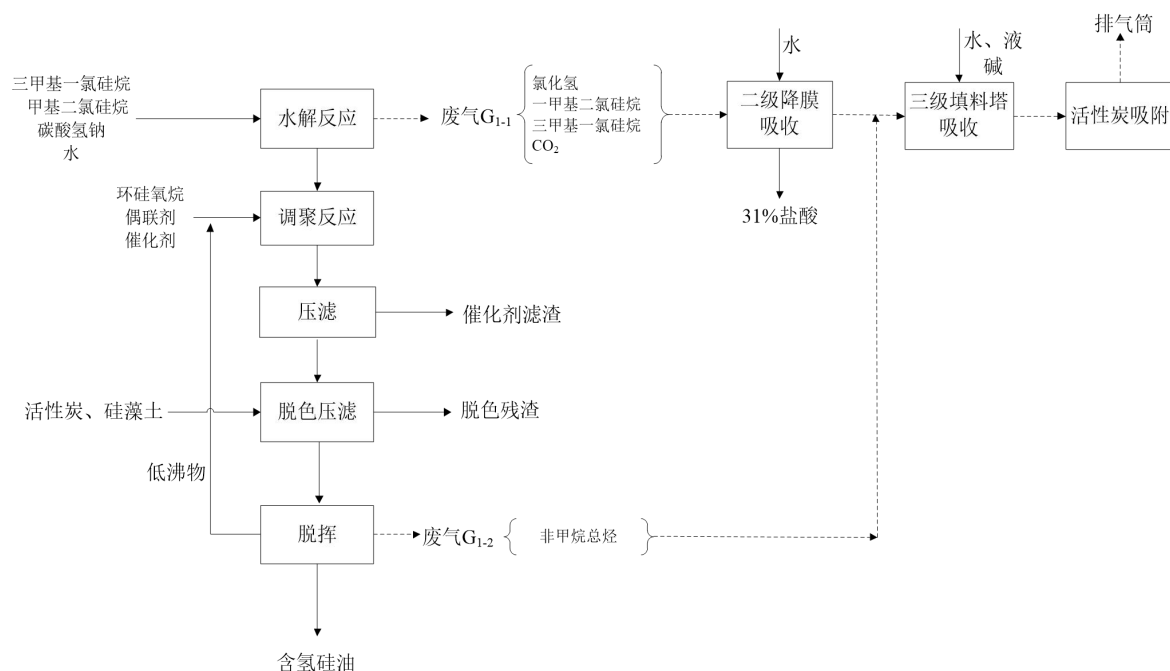 排气筒
水
水、液
碱
三甲基一氯硅烷
甲基二氯硅烷
碳酸氢钠
水
水解反应
废气G₁₋₁
氯化氢
一甲基二氯硅烷
三甲基一氯硅烷
CO₂
二级降膜
吸收
三级填料塔
吸收
活性炭吸附
环硅氧烷
偶联剂
催化剂
调聚反应
31%盐酸
压滤
催化剂滤渣
活性炭、硅藻土
脱色压滤
脱色残渣
低沸物
脱挥
废气G₁₋₂
非甲烷总烃
含氢硅油